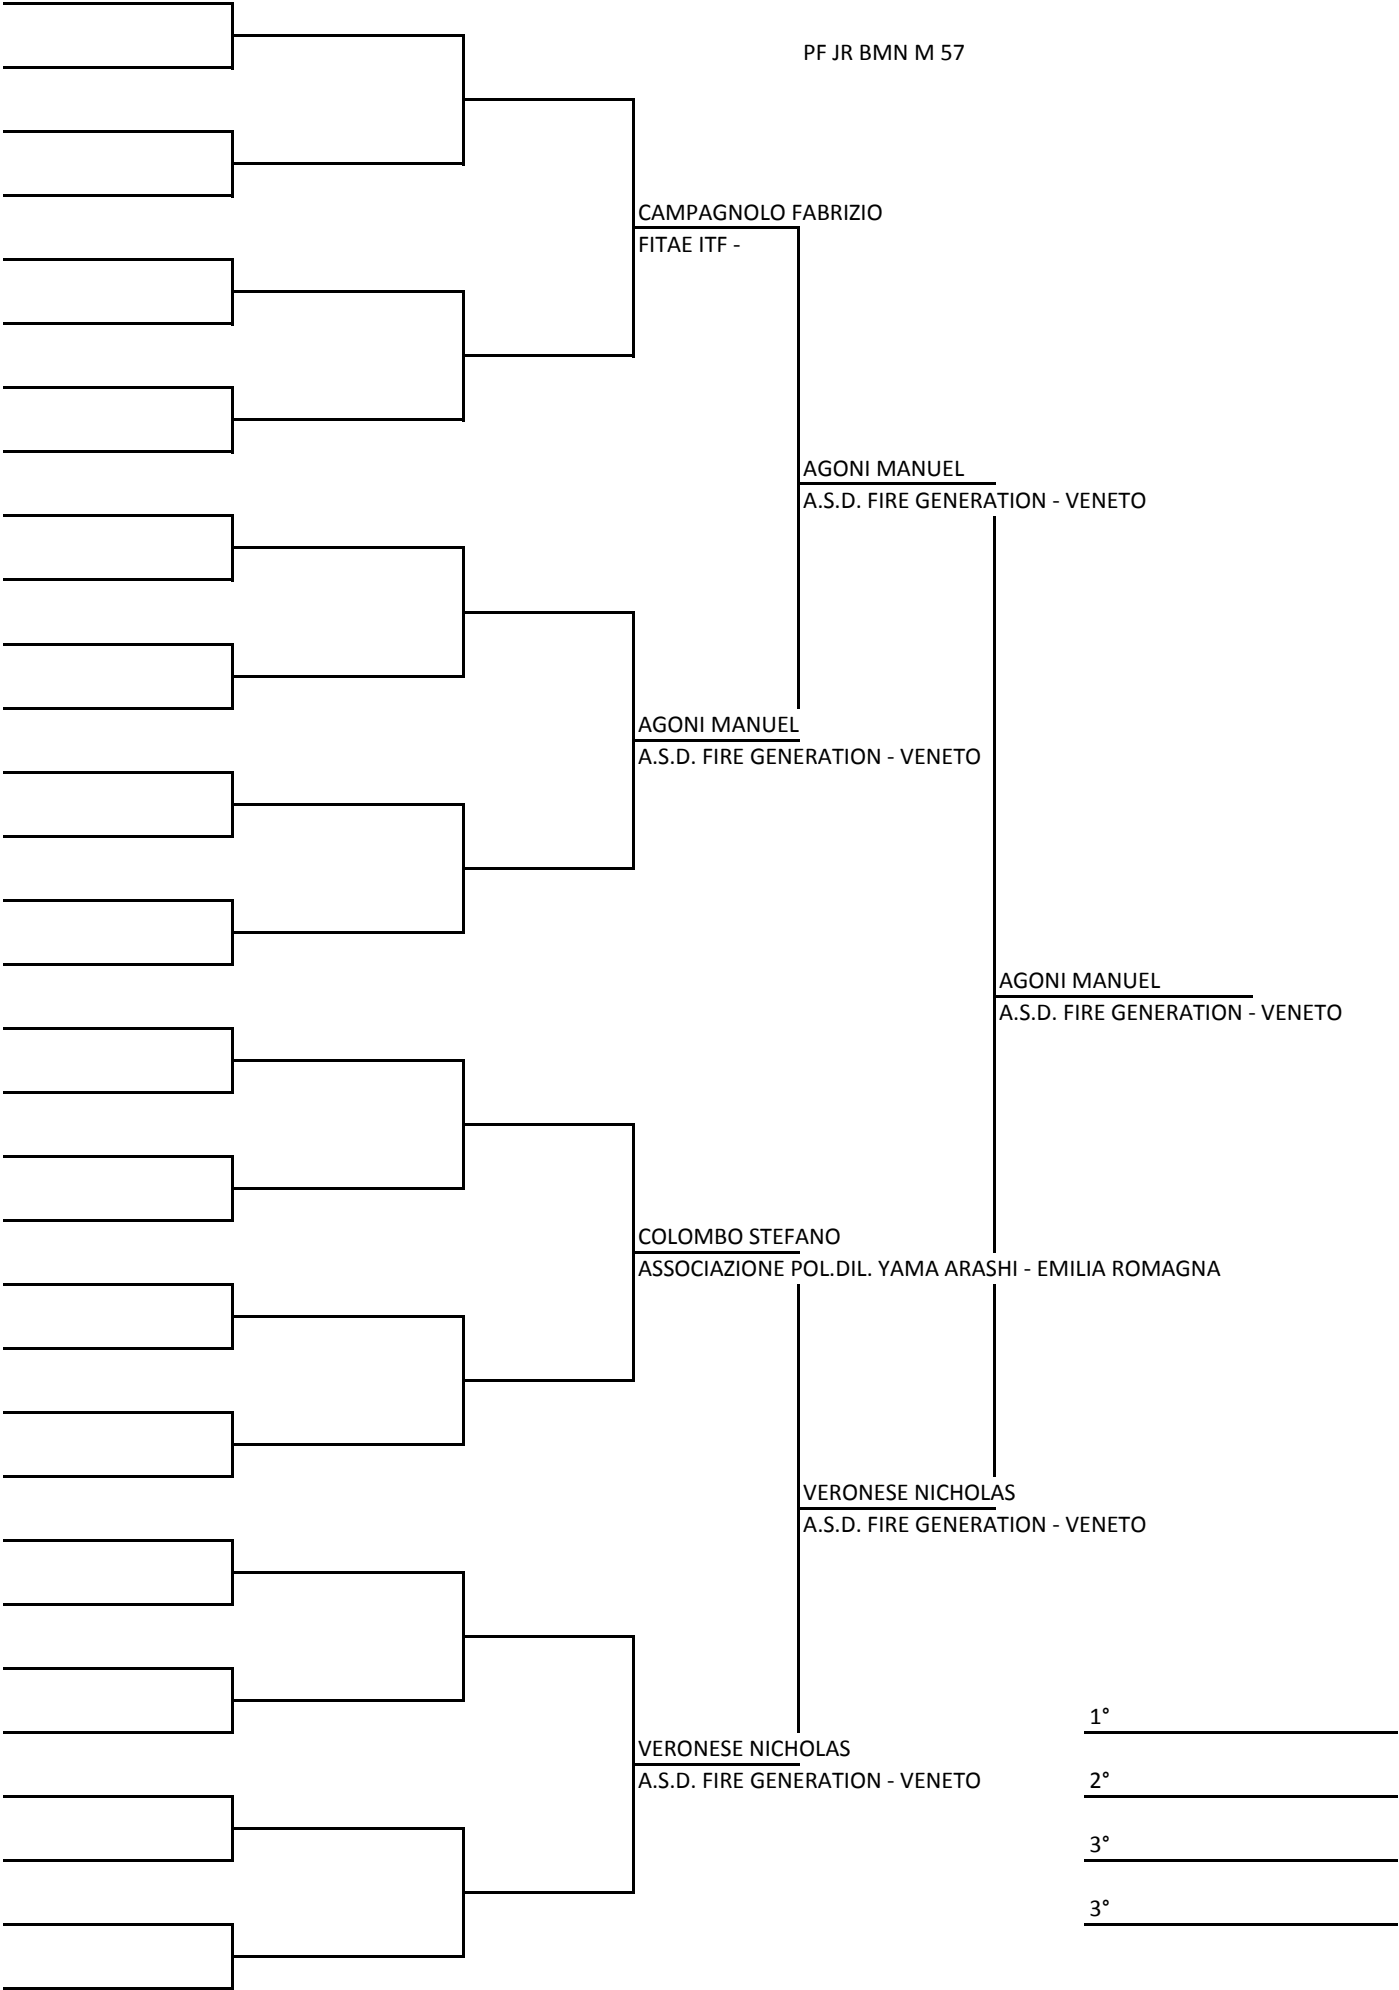 PF JR BMN M 57
CAMPAGNOLO FABRIZIO
FITAE ITF -
AGONI MANUEL
A.S.D. FIRE GENERATION - VENETO
AGONI MANUEL
A.S.D. FIRE GENERATION - VENETO
AGONI MANUEL
A.S.D. FIRE GENERATION - VENETO
COLOMBO STEFANO
ASSOCIAZIONE POL.DIL. YAMA ARASHI - EMILIA ROMAGNA
VERONESE NICHOLAS
A.S.D. FIRE GENERATION - VENETO
1°
VERONESE NICHOLAS
A.S.D. FIRE GENERATION - VENETO
2°
3°
3°